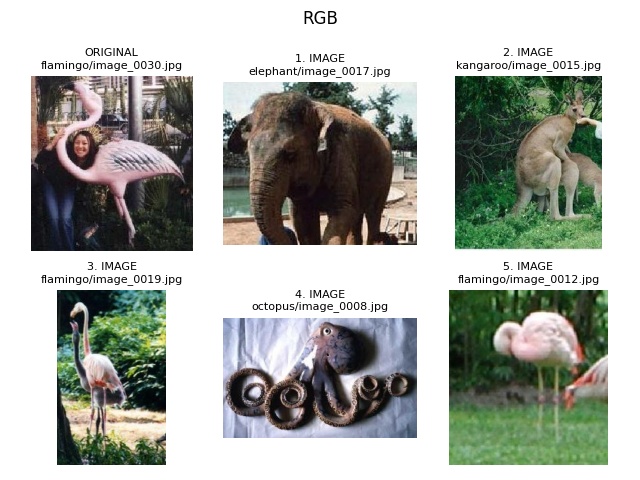 RGB
ORIGINAL
flamingo/image_0030.jpg
1. IMAGE
elephant/image_0017.jpg
2. IMAGE
kangaroo/image_0015.jpg
3. IMAGE
flamingo/image_0019.jpg
4. IMAGE
octopus/image_0008.jpg
5. IMAGE
flamingo/image_0012.jpg